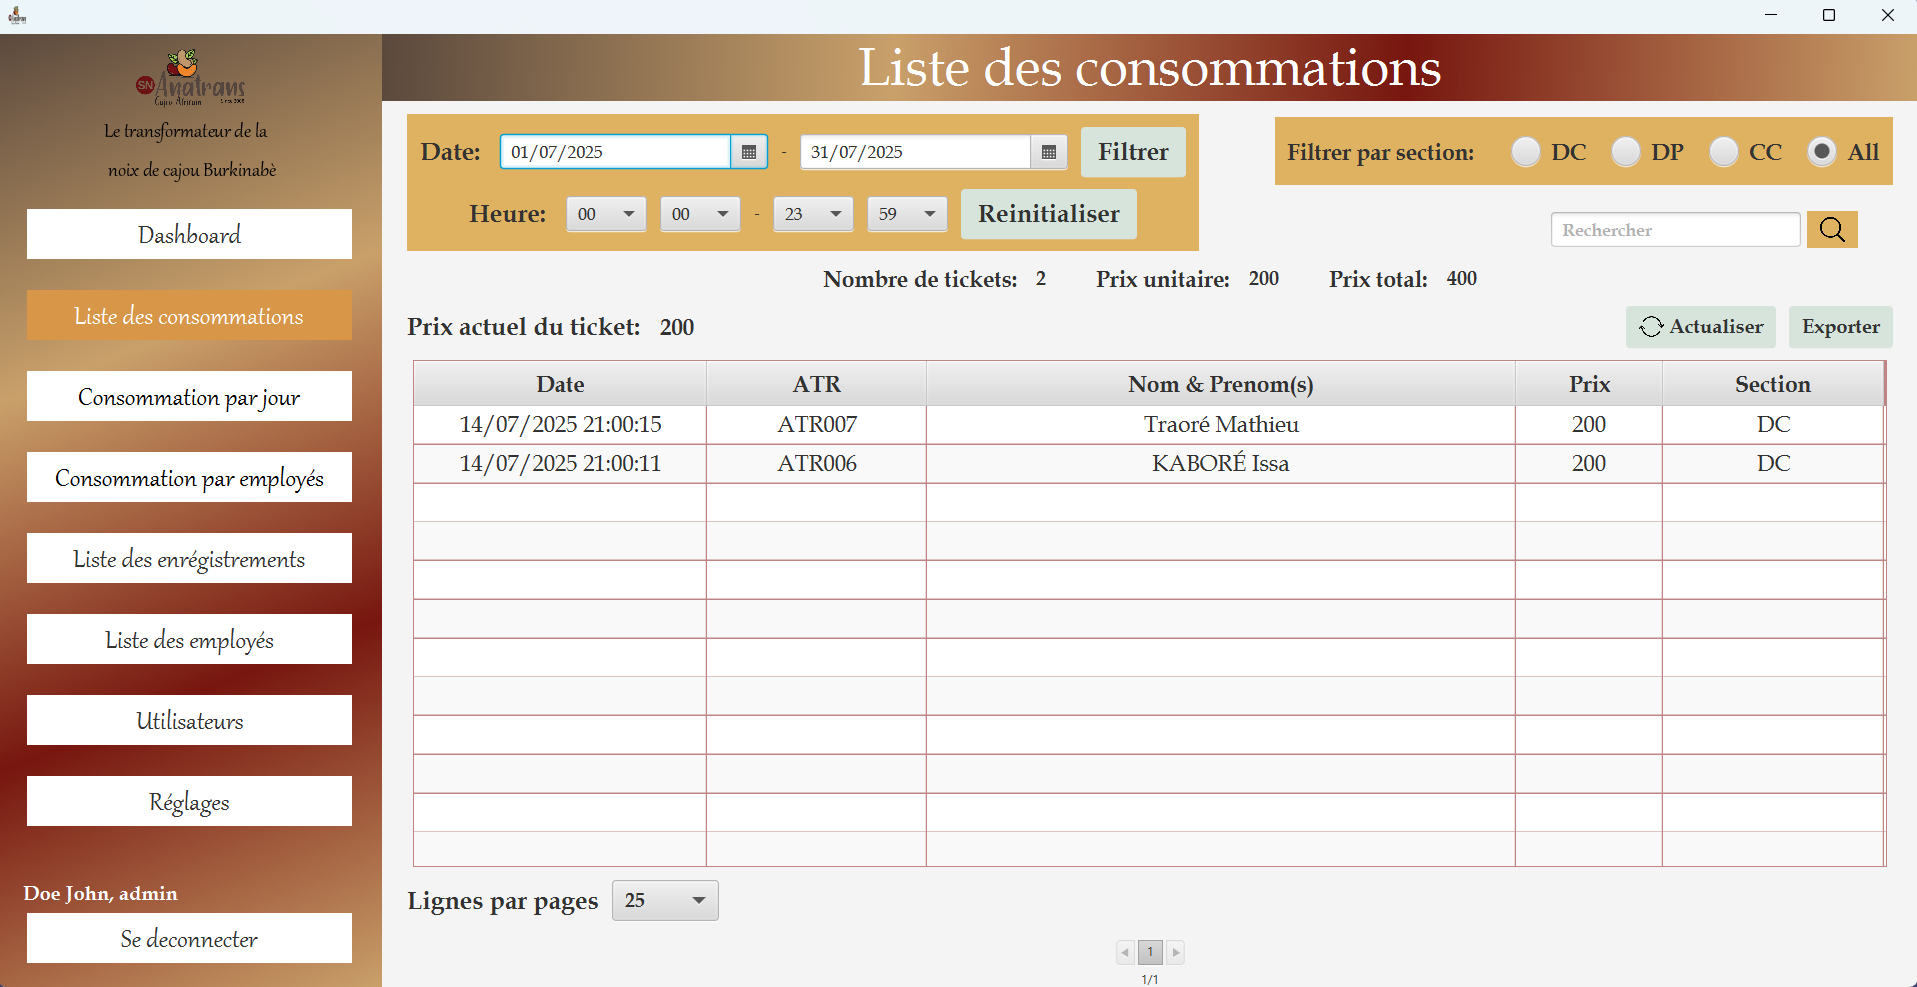 SN Anatrans
Cajro Africain
Le transformateur de la
noix de cajou Burkinabè
Dashboard
Liste des consommations
Consommation par jour
Consommation par employés
Liste des enrégistrements
Liste des employés
Utilisateurs
Réglages
Doe John, admin
Se deconnecter
Liste des consommations
Date: 01/07/2025 - 31/07/2025 Filtrer
Heure: 00 00 - 23 59 Reinitialiser
Filtrer par section: DC DP CC All
Rechercher
Nombre de tickets: 2 Prix unitaire: 200 Prix total: 400
Prix actuel du ticket: 200
Actualiser Exporter
Date ATR Nom & Prenom(s) Prix Section
14/07/2025 21:00:15 ATR007 Traoré Mathieu 200 DC
14/07/2025 21:00:11 ATR006 KABORÉ Issa 200 DC
Lignes par pages 25
1
1/1